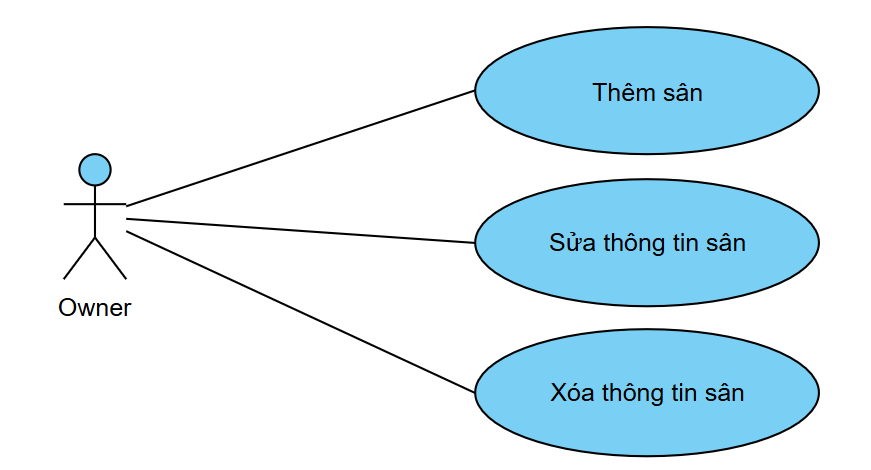 Thêm sân
Sửa thông tin sân
Owner
Xóa thông tin sân